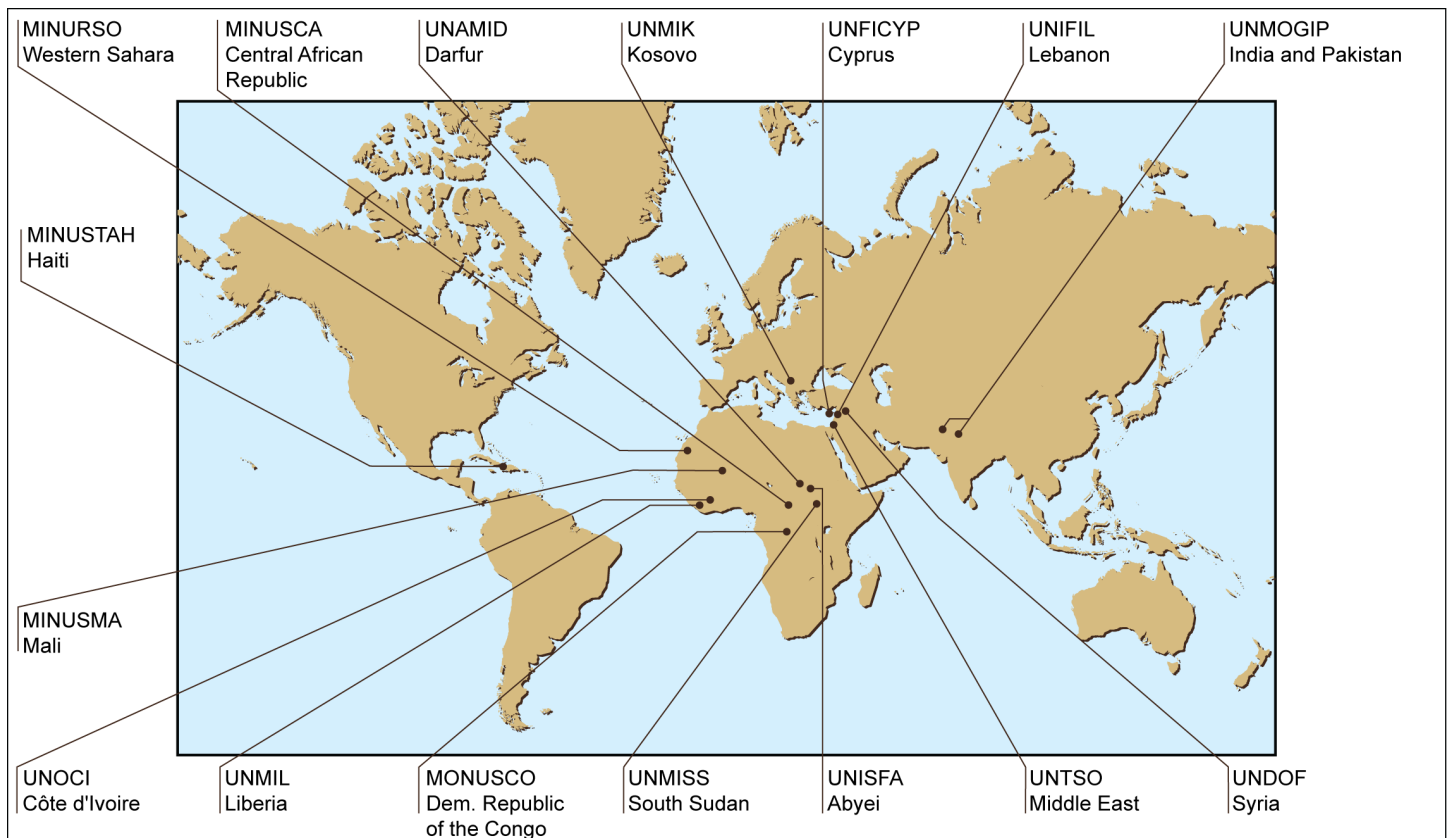 MINURSO
Western Sahara
MINUSCA
Central African
Republic
UNAMID
Darfur
UNMIK
Kosovo
UNFICYP
Cyprus
UNIFIL
Lebanon
UNMOGIP
India and Pakistan
MINUSTAH
Haiti
MINUSMA
Mali
UNOCI
Côte d'Ivoire
UNMIL
Liberia
MONUSCO
Dem. Republic
of the Congo
UNMISS
South Sudan
UNISFA
Abyei
UNTSO
Middle East
UNDOF
Syria